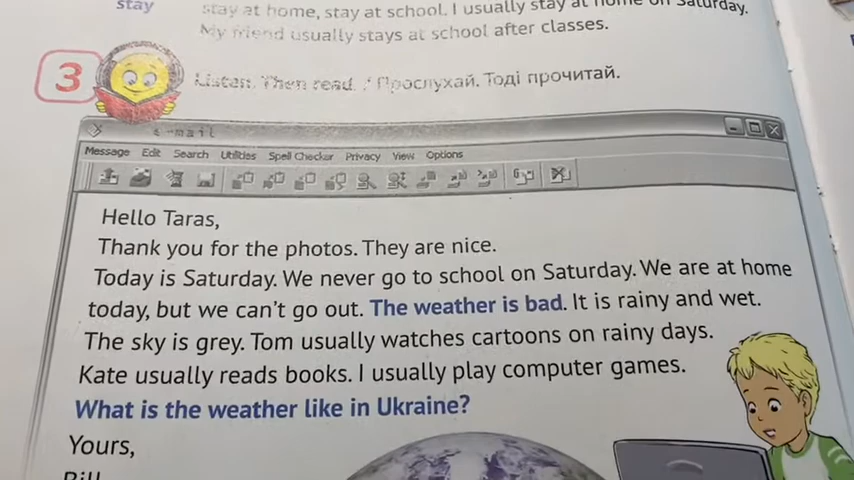 stay
stay at home, stay at school. I usually stay at home on Saturday.
My friend usually stays at school after classes.
3
Listen. Then read. / Прослухай. Тоді прочитай.
e-mail
Message Edit Search Utilities Spell Checker Privacy View Options
Hello Taras,
Thank you for the photos. They are nice.
Today is Saturday. We never go to school on Saturday. We are at home
today, but we can't go out. The weather is bad. It is rainy and wet.
The sky is grey. Tom usually watches cartoons on rainy days.
Kate usually reads books. I usually play computer games.
What is the weather like in Ukraine?
Yours,
Bill